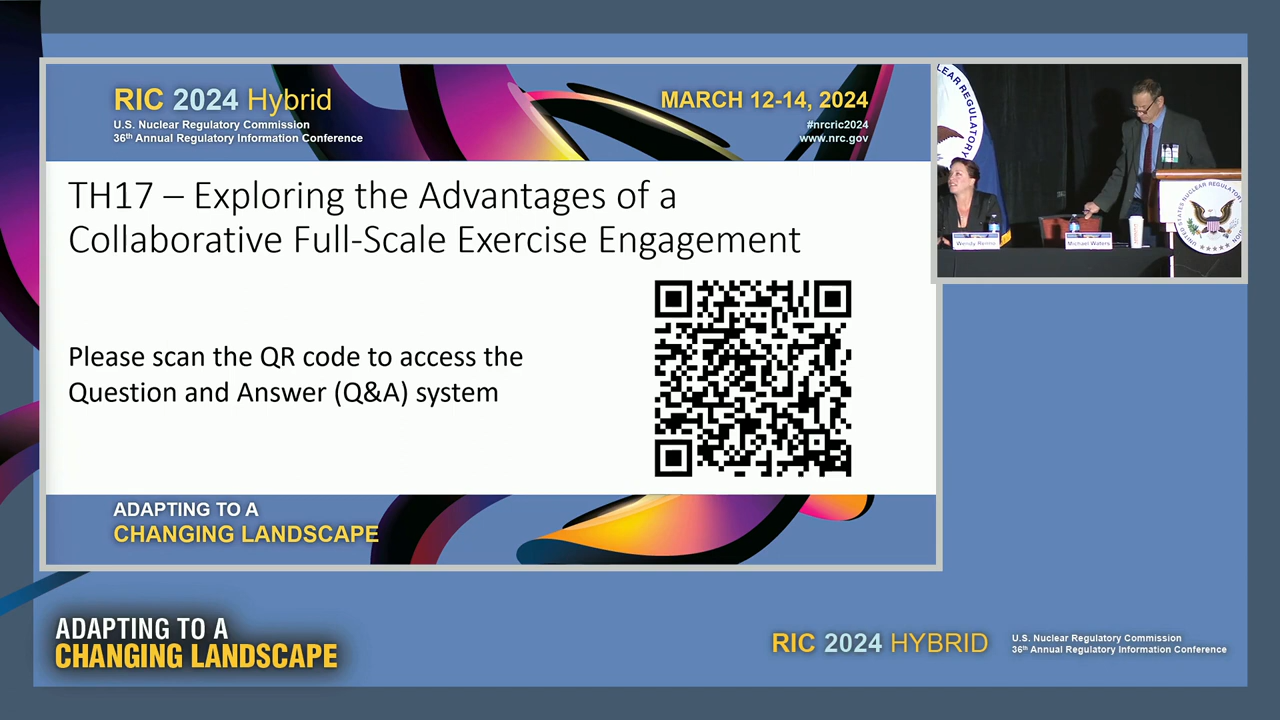 RIC 2024 Hybrid
U.S. Nuclear Regulatory Commission
36th Annual Regulatory Information Conference
MARCH 12-14, 2024
#nrcric2024
www.nrc.gov
TH17 – Exploring the Advantages of a
Collaborative Full-Scale Exercise Engagement
Please scan the QR code to access the
Question and Answer (Q&A) system
ADAPTING TO A
CHANGING LANDSCAPE
Michael Waters
ADAPTING TO A
CHANGING LANDSCAPE
RIC 2024 HYBRID
U.S. Nuclear Regulatory Commission
36th Annual Regulatory Information Conference